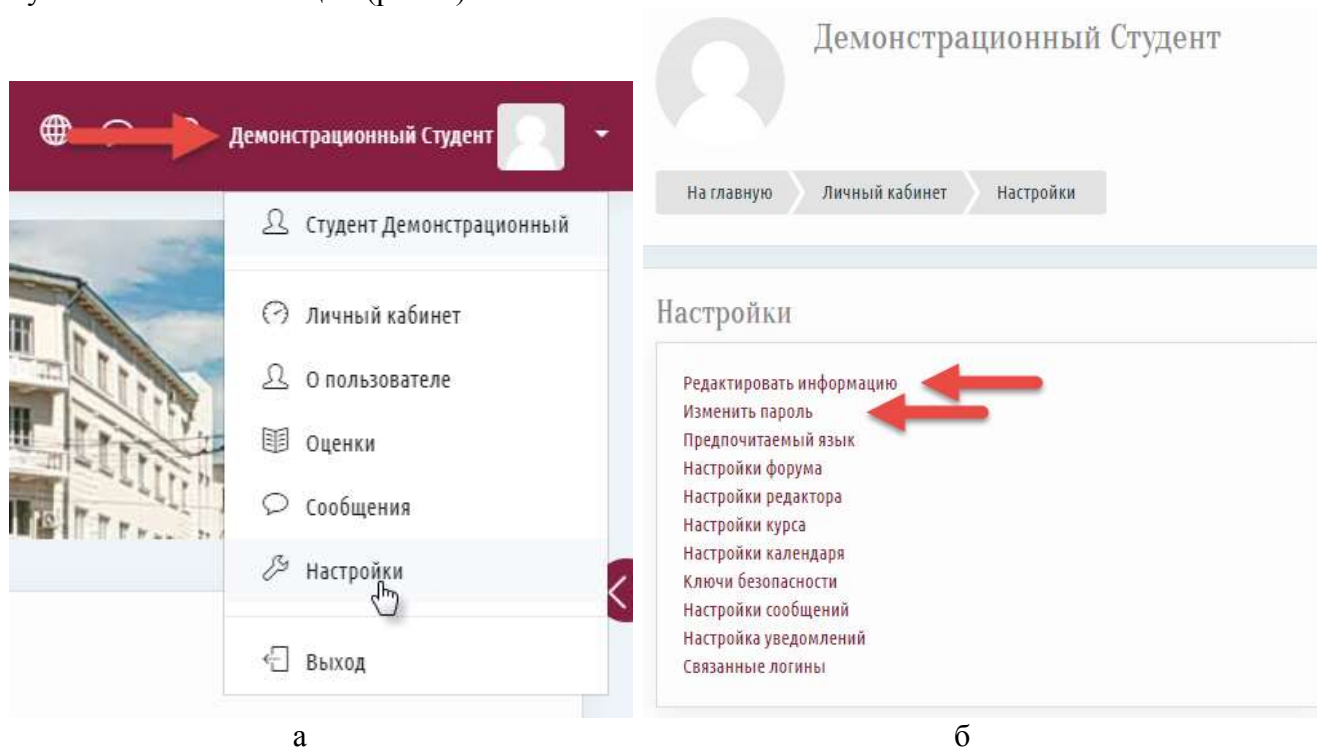 Демонстрационный Студент
Студент Демонстрационный
Личный кабинет
О пользователе
Оценки
Сообщения
Настройки
Выход
а
Демонстрационный Студент
На главную
Личный кабинет
Настройки
Настройки
Редактировать информацию
Изменить пароль
Предпочитаемый язык
Настройки форума
Настройки редактора
Настройки курса
Настройки календаря
Ключи безопасности
Настройки сообщений
Настройка уведомлений
Связанные логины
б